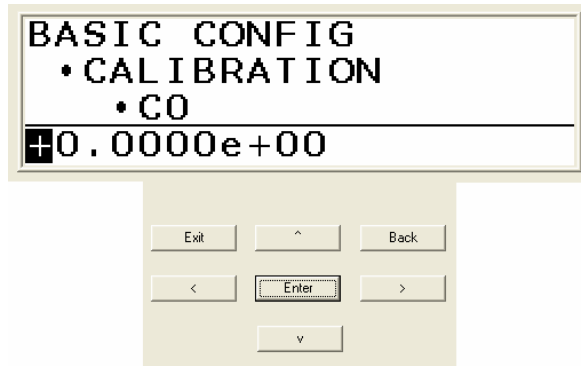 BASIC CONFIG
•CALIBRATION
•C0
+0.0000e+00
Exit ^ Back
< Enter >
v